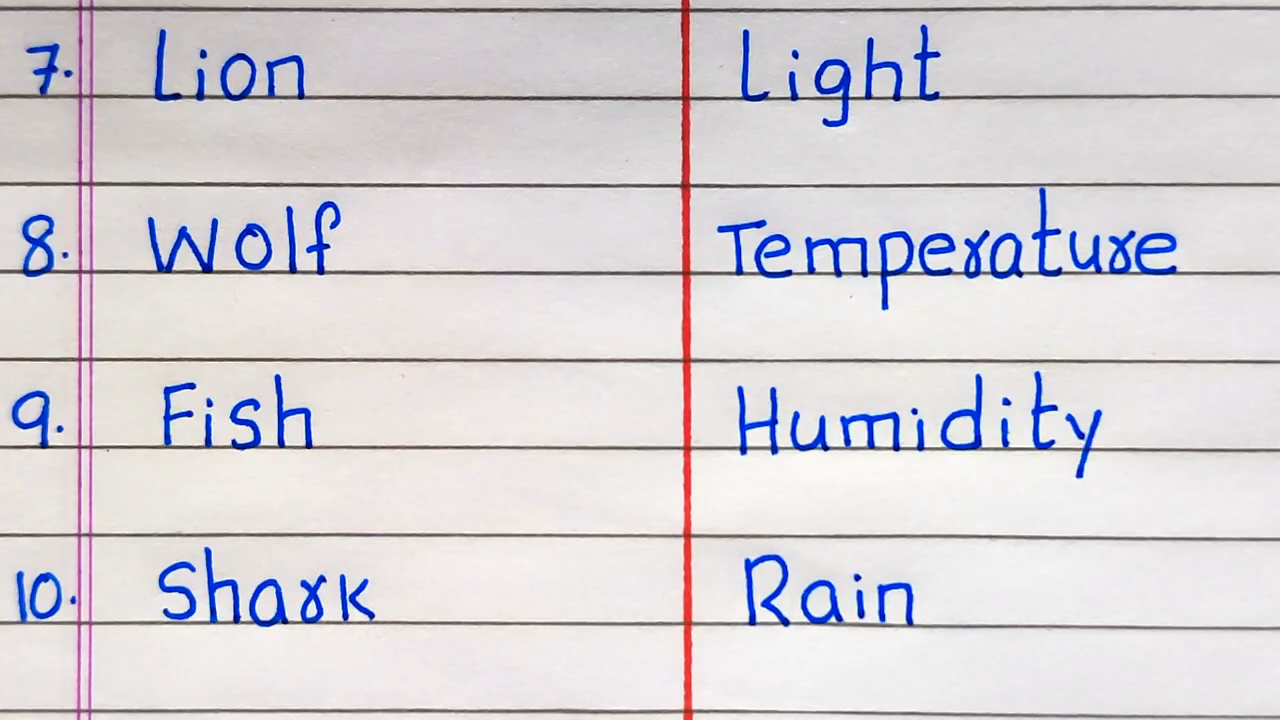 7. Lion Light
8. Wolf Temperature
9. Fish Humidity
10. Shark Rain